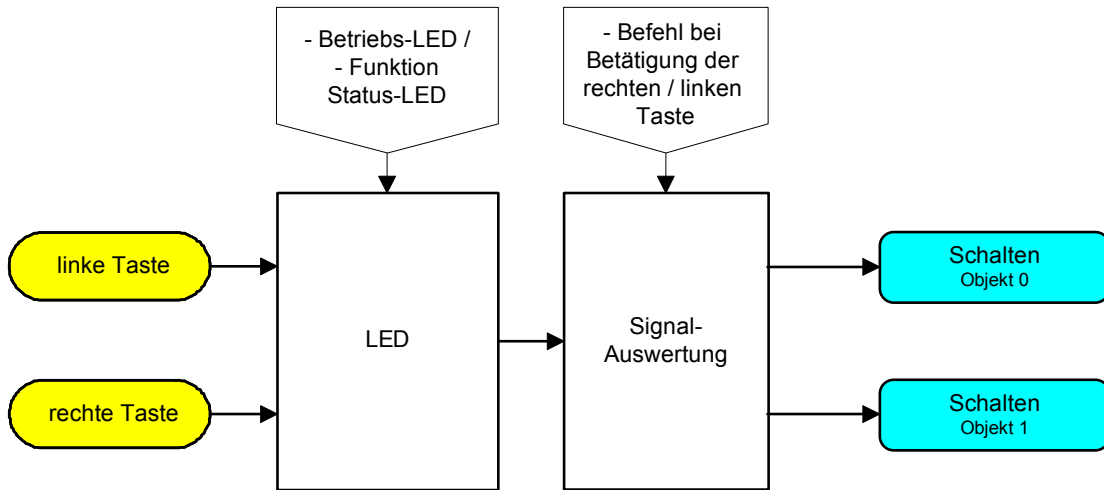 - Betriebs-LED /
- Funktion
Status-LED
- Befehl bei
Betätigung der
rechten / linken
Taste
linke Taste
rechte Taste
LED
Signal-
Auswertung
Schalten
Objekt 0
Schalten
Objekt 1